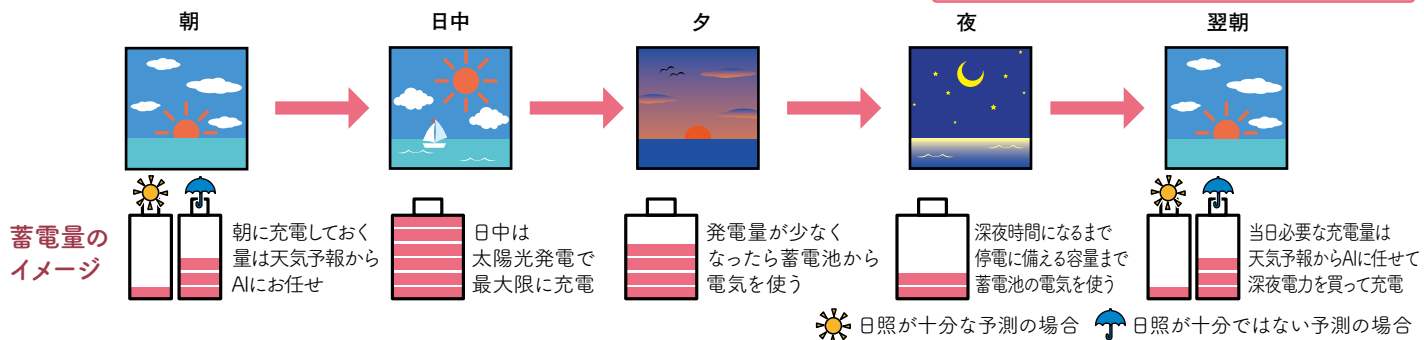 朝
日中
夕
夜
翌朝
蓄電量の
イメージ
朝に充電しておく
量は天気予報から
AIにお任せ
日中は
太陽光発電で
最大限に充電
発電量が少なく
なったら蓄電池から
電気を使う
深夜時間になるまで
停電に備える容量まで
蓄電池の電気を使う
当日必要な充電量は
天気予報からAIに任せて
深夜電力を買って充電
日照が十分な予測の場合
日照が十分ではない予測の場合